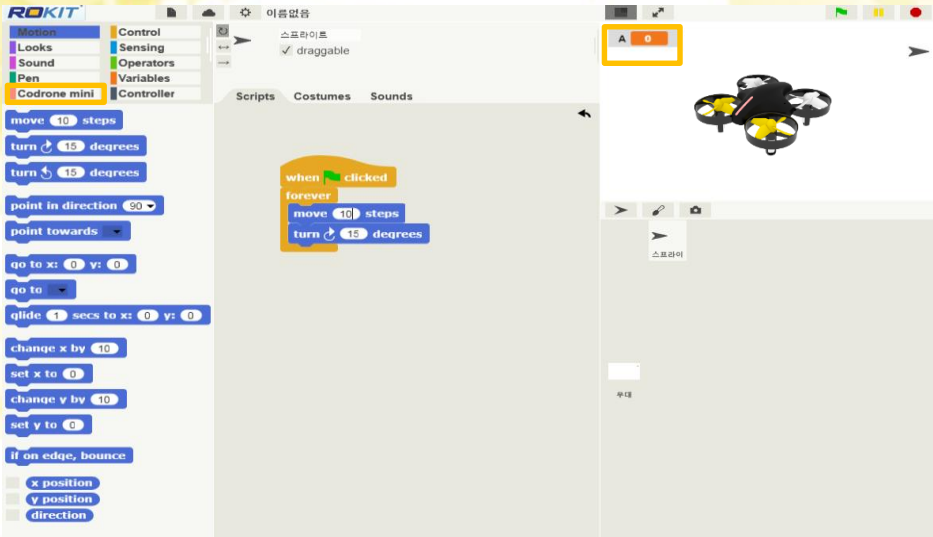 ROKIT
이름없음
Motion Control
Looks Sensing
Sound Operators
Pen Variables
Codrone mini Controller
스프라이트
draggable
Scripts Costumes Sounds
move 10 steps
turn 15 degrees
turn 15 degrees
point in direction 90
point towards
go to x: 0 y: 0
go to
glide 1 secs to x: 0 y: 0
change x by 10
set x to 0
change y by 10
set y to 0
if on edge, bounce
x position
y position
direction
when clicked
forever
move 10 steps
turn 15 degrees
A 0
스프라이
무대